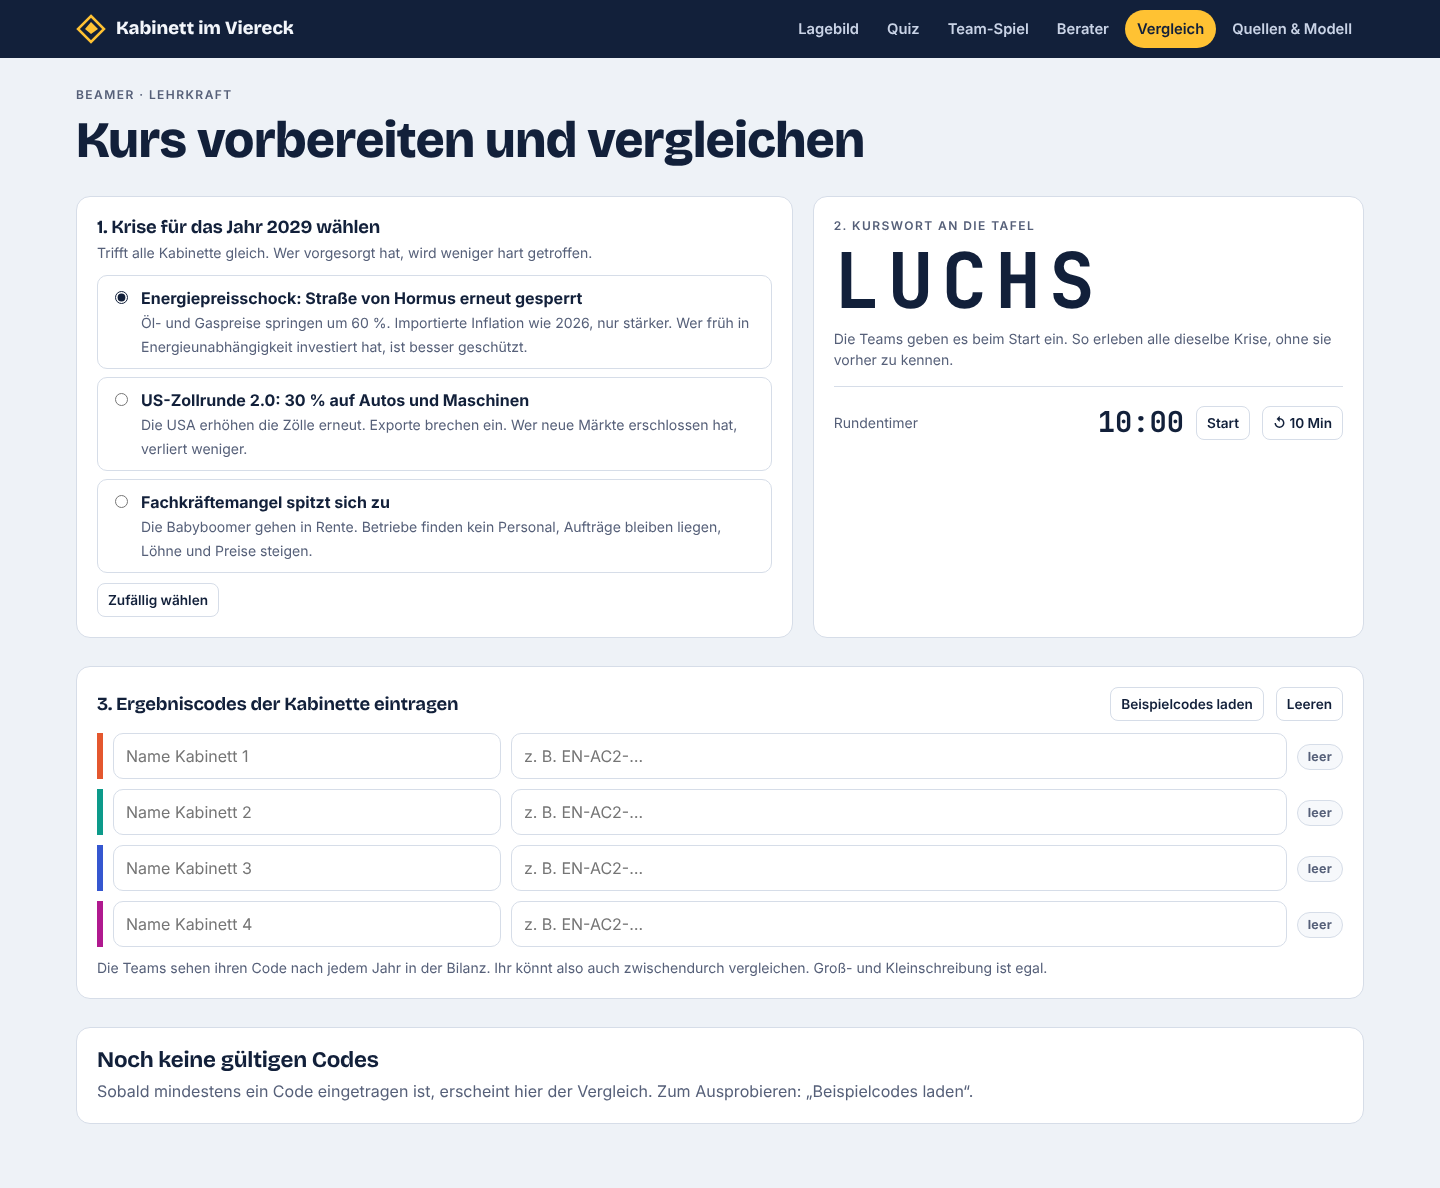 Kabinett im Viereck
Lagebild
Quiz
Team-Spiel
Berater
Vergleich
Quellen & Modell
BEAMER · LEHRKRAFT
Kurs vorbereiten und vergleichen
1. Krise für das Jahr 2029 wählen
Trifft alle Kabinette gleich. Wer vorgesorgt hat, wird weniger hart getroffen.
Energiepreisschock: Straße von Hormus erneut gesperrt
Öl- und Gaspreise springen um 60 %. Importierte Inflation wie 2026, nur stärker. Wer früh in
Energieunabhängigkeit investiert hat, ist besser geschützt.
US-Zollrunde 2.0: 30 % auf Autos und Maschinen
Die USA erhöhen die Zölle erneut. Exporte brechen ein. Wer neue Märkte erschlossen hat,
verliert weniger.
Fachkräftemangel spitzt sich zu
Die Babyboomer gehen in Rente. Betriebe finden kein Personal, Aufträge bleiben liegen,
Löhne und Preise steigen.
Zufällig wählen
2. KURSWORT AN DIE TAFEL
LUCHS
Die Teams geben es beim Start ein. So erleben alle dieselbe Krise, ohne sie
vorher zu kennen.
Rundentimer
10:00
Start
↺ 10 Min
3. Ergebniscodes der Kabinette eintragen
Beispielcodes laden
Leeren
Name Kabinett 1
z. B. EN-AC2-…
leer
Name Kabinett 2
z. B. EN-AC2-…
leer
Name Kabinett 3
z. B. EN-AC2-…
leer
Name Kabinett 4
z. B. EN-AC2-…
leer
Die Teams sehen ihren Code nach jedem Jahr in der Bilanz. Ihr könnt also auch zwischendurch vergleichen. Groß- und Kleinschreibung ist egal.
Noch keine gültigen Codes
Sobald mindestens ein Code eingetragen ist, erscheint hier der Vergleich. Zum Ausprobieren: „Beispielcodes laden“.